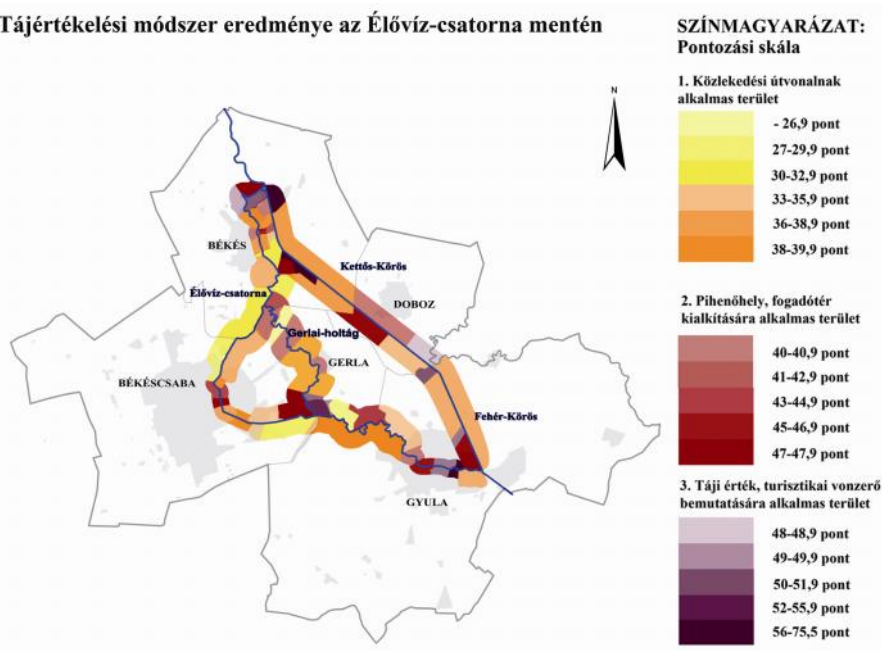 Tájértékelési módszer eredménye az Élővíz-csatorna mentén
SZÍNMAGYARÁZAT:
Pontozási skála
1. Közlekedési útvonalnak
alkalmas terület
- 26,9 pont
27-29,9 pont
30-32,9 pont
33-35,9 pont
36-38,9 pont
38-39,9 pont
2. Pihenőhely, fogadótér
kialkítására alkalmas terület
40-40,9 pont
41-42,9 pont
43-44,9 pont
45-46,9 pont
47-47,9 pont
3. Táji érték, turisztikai vonzerő
bemutatására alkalmas terület
48-48,9 pont
49-49,9 pont
50-51,9 pont
52-55,9 pont
56-75,5 pont
N
BÉKÉS
Kettős-Körös
Élővíz-csatorna
DOBOZ
Gerlai-holtág
GERLA
BÉKÉSCSABA
Fehér-Körös
GYULA